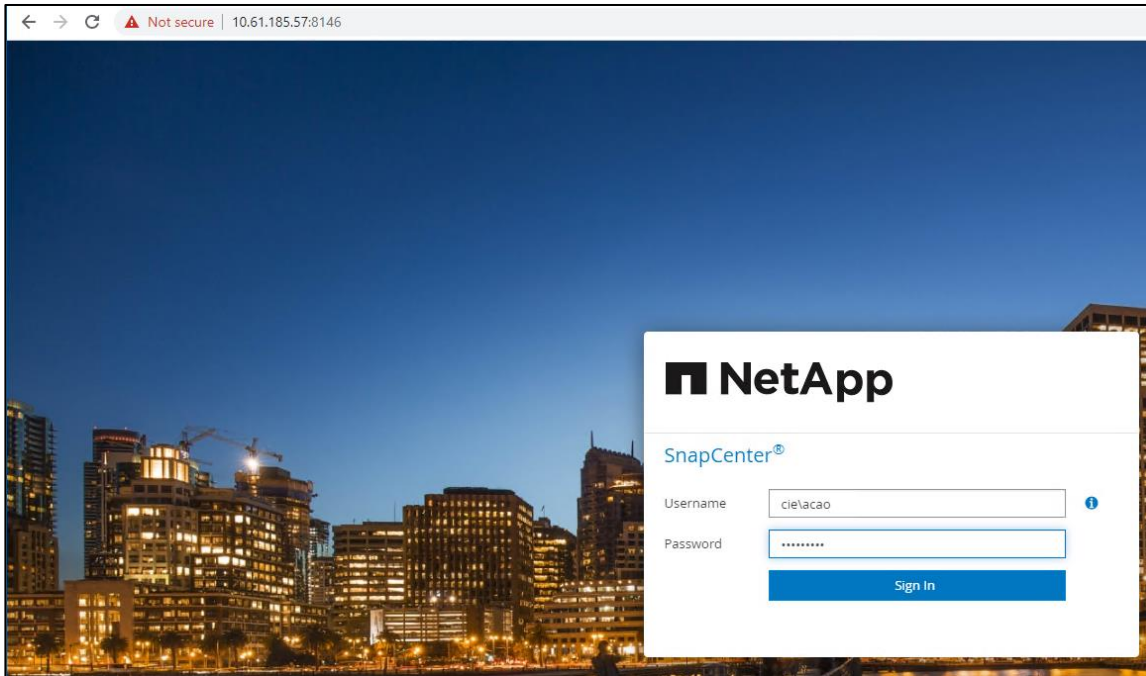 Not secure | 10.61.185.57:8146
NetApp
SnapCenter®
Username cie\acao
Password •••••••••
Sign In